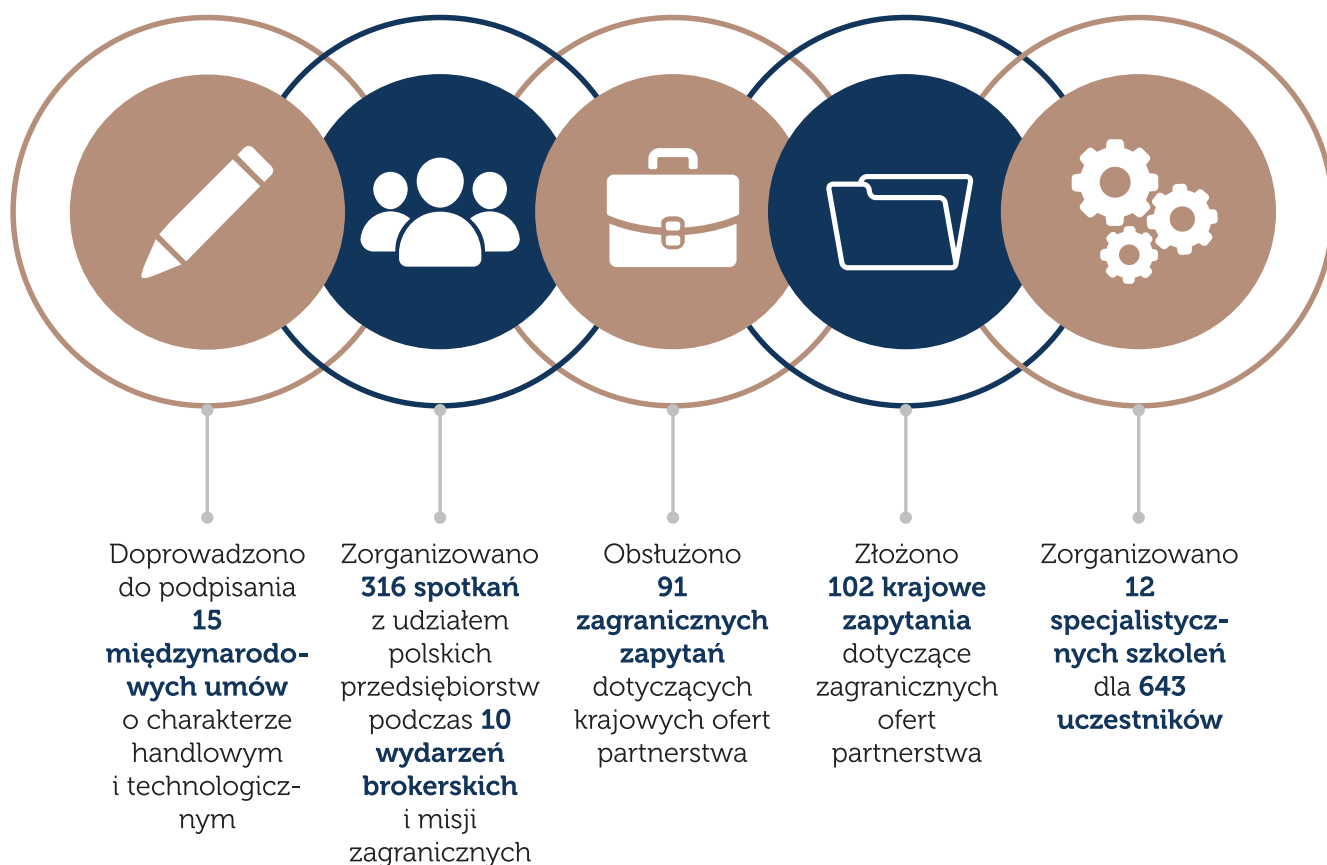 Doprowadzono
do podpisania
15
międzynarodo-
wych umów
o charakterze
handlowym
i technologicz-
nym
Zorganizowano
316 spotkań
z udziałem
polskich
przedsiębiorstw
podczas 10
wydarzeń
brokerskich
i misji
zagranicznych
Obsłużono
91
zagranicznych
zapytań
dotyczących
krajowych ofert
partnerstwa
Złożono
102 krajowe
zapytania
dotyczące
zagranicznych
ofert
partnerstwa
Zorganizowano
12
specjalistycz-
nych szkoleń
dla 643
uczestników